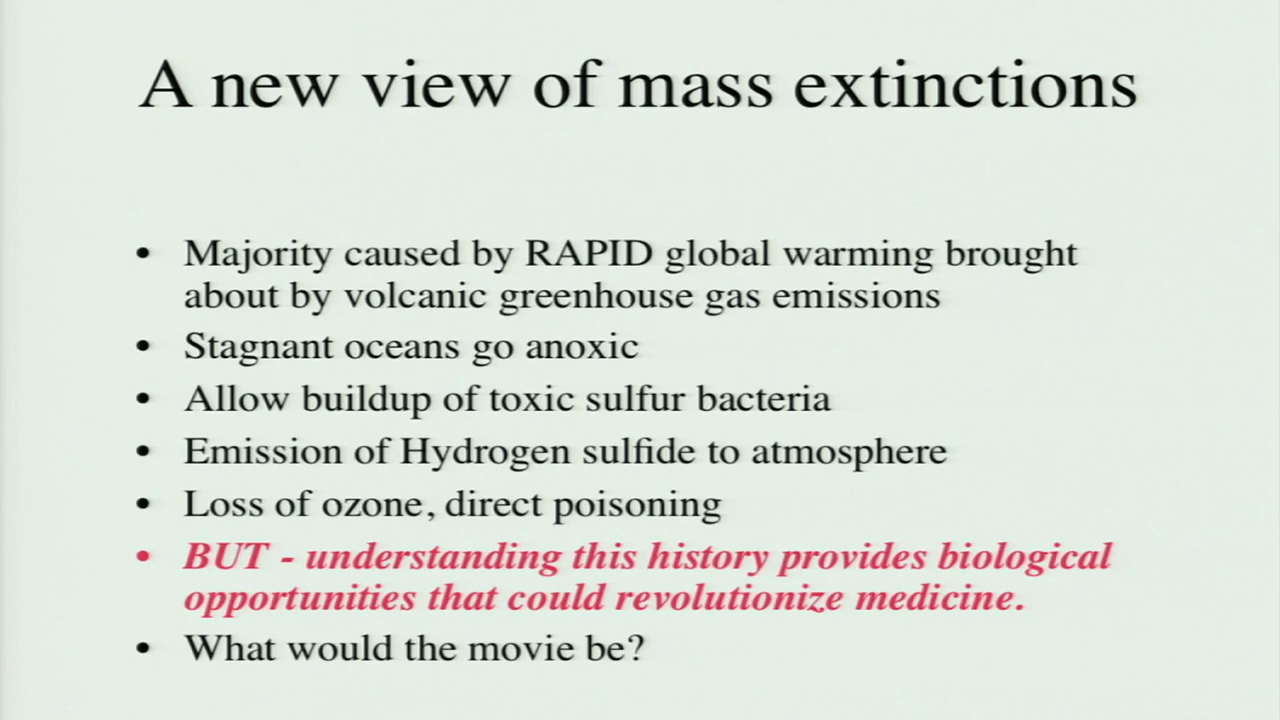 A new view of mass extinctions
• Majority caused by RAPID global warming brought
about by volcanic greenhouse gas emissions
• Stagnant oceans go anoxic
• Allow buildup of toxic sulfur bacteria
• Emission of Hydrogen sulfide to atmosphere
• Loss of ozone, direct poisoning
• BUT - understanding this history provides biological
opportunities that could revolutionize medicine.
• What would the movie be?